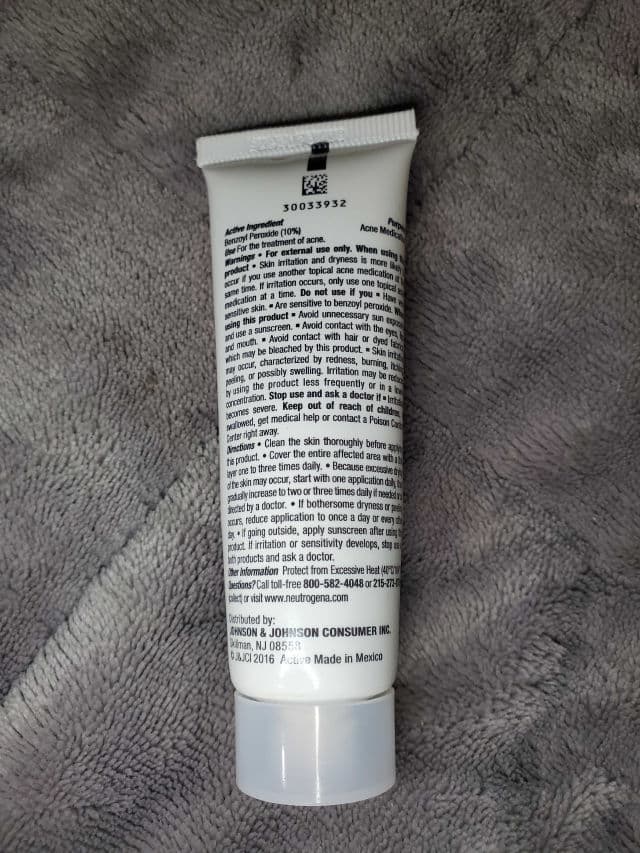 30033932
Active Ingredient
Benzoyl Peroxide (10%) Acne
Use For the treatment of acne.
Warnings • For external use only. When using
product • Skin irritation and dryness is more likely
occur if you use another topical acne medication at
same time. If irritation occurs, only use one topical
medication at a time. Do not use if you • Have
sensitive skin. • Are sensitive to benzoyl peroxide.
using this product • Avoid unnecessary sun
and use a sunscreen. • Avoid contact with the eyes,
and mouth. • Avoid contact with hair or dyed
which may be bleached by this product. • Skin
may occur, characterized by redness, burning,
peeling, or possibly swelling. Irritation may be
by using the product less frequently or in a
concentration. Stop use and ask a doctor if •
becomes severe. Keep out of reach of children.
swallowed, get medical help or contact a Poison
Center right away.
Directions • Clean the skin thoroughly before
this product. • Cover the entire affected area with a
layer one to three times daily. • Because excessive
of the skin may occur, start with one application daily,
gradually increase to two or three times daily if needed or
directed by a doctor. • If bothersome dryness or
occurs, reduce application to once a day or every
day. • If going outside, apply sunscreen after using
product. If irritation or sensitivity develops, stop
both products and ask a doctor.
Other Information Protect from Excessive Heat
Questions? Call toll-free 800-582-4048 or
collect) or visit www.neutrogena.com
Distributed by:
JOHNSON & JOHNSON CONSUMER INC.
Skillman, NJ 08558
© J&JCI 2016 Active Made in Mexico